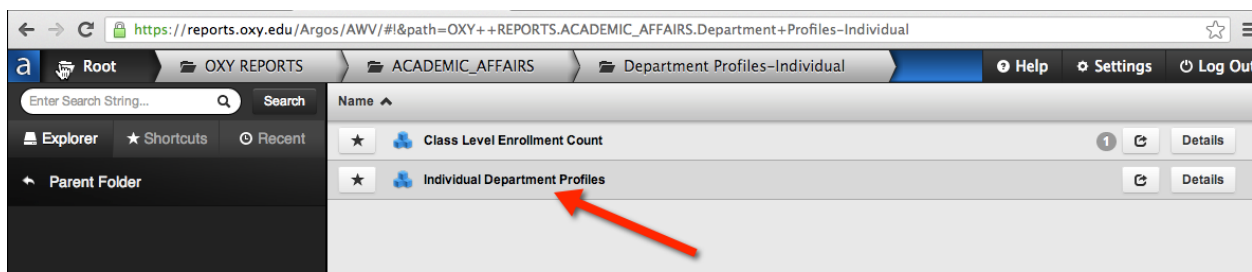 https://reports.oxy.edu/Argos/AWV/#!&path=OXY++REPORTS.ACADEMIC_AFFAIRS.Department+Profiles-Individual
a Root OXY REPORTS ACADEMIC_AFFAIRS Department Profiles-Individual Help Settings Log Out
Enter Search String... Search Name
Explorer Shortcuts Recent Class Level Enrollment Count 1 Details
Parent Folder Individual Department Profiles Details